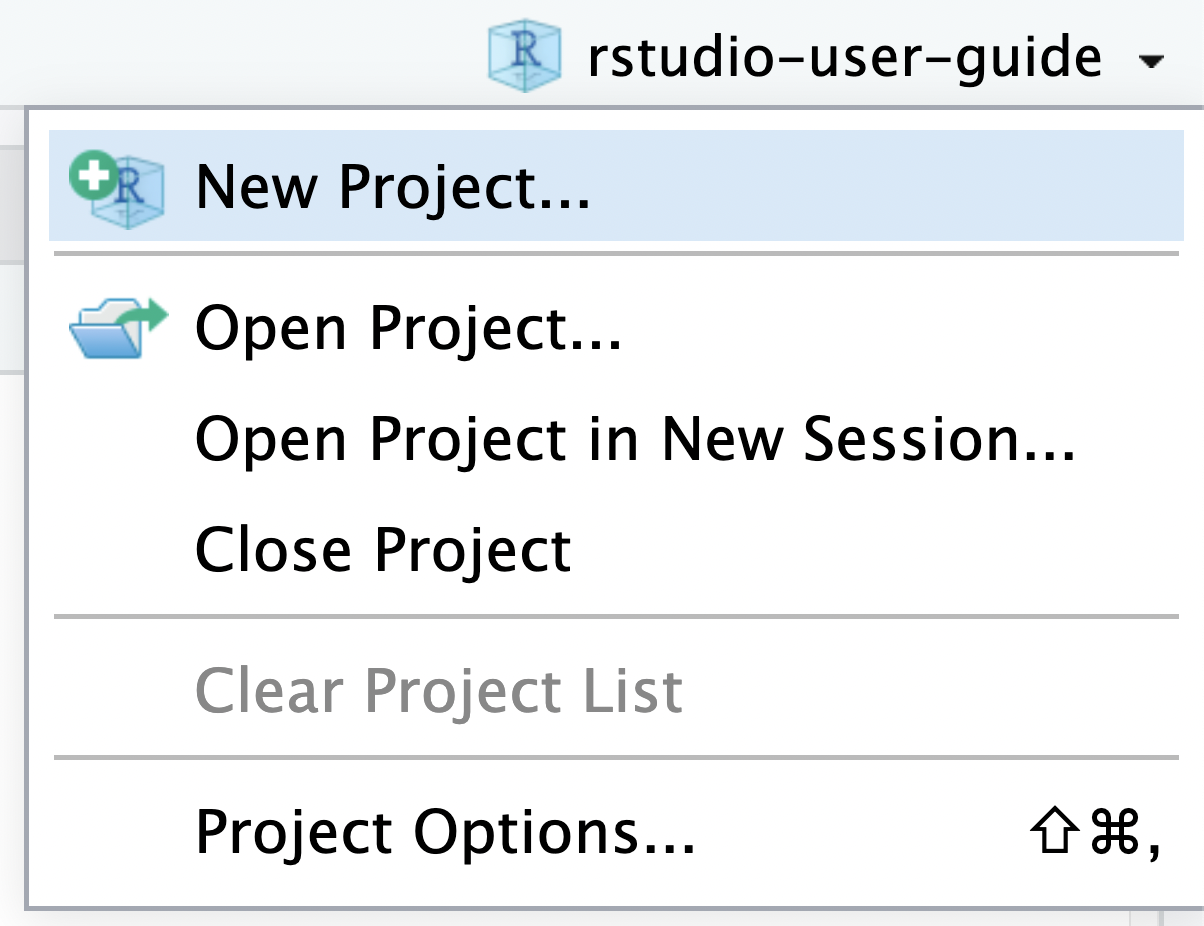 rstudio-user-guide
New Project...
Open Project...
Open Project in New Session...
Close Project
Clear Project List
Project Options... ⇧⌘,